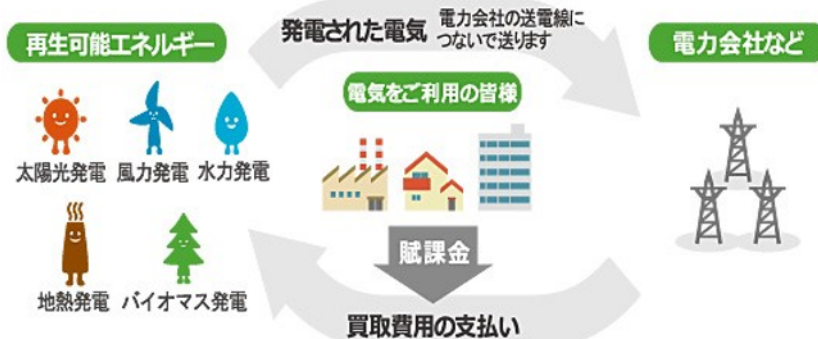 再生可能エネルギー
発電された電気
電力会社の送電線に
つないで送ります
電力会社など
電気をご利用の皆様
太陽光発電 風力発電 水力発電
地熱発電 バイオマス発電
賦課金
買取費用の支払い